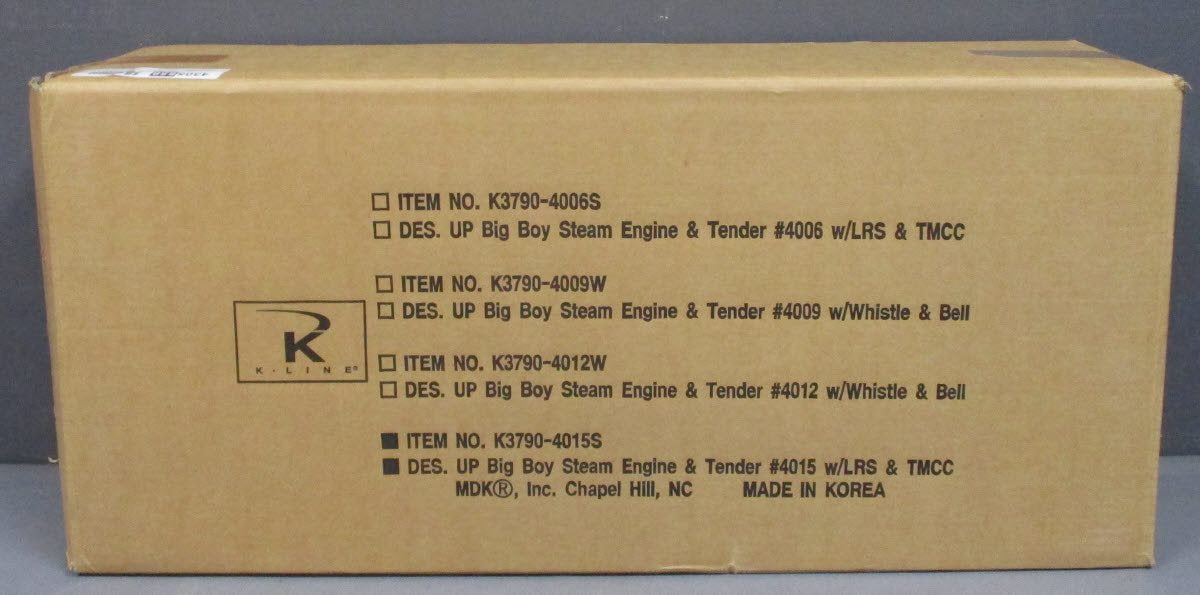 ITEM NO. K3790-4006S
DES. UP Big Boy Steam Engine & Tender #4006 w/LRS & TMCC
ITEM NO. K3790-4009W
DES. UP Big Boy Steam Engine & Tender #4009 w/Whistle & Bell
K
K-LINE®
ITEM NO. K3790-4012W
DES. UP Big Boy Steam Engine & Tender #4012 w/Whistle & Bell
ITEM NO. K3790-4015S
DES. UP Big Boy Steam Engine & Tender #4015 w/LRS & TMCC
MDK®, Inc. Chapel Hill, NC MADE IN KOREA